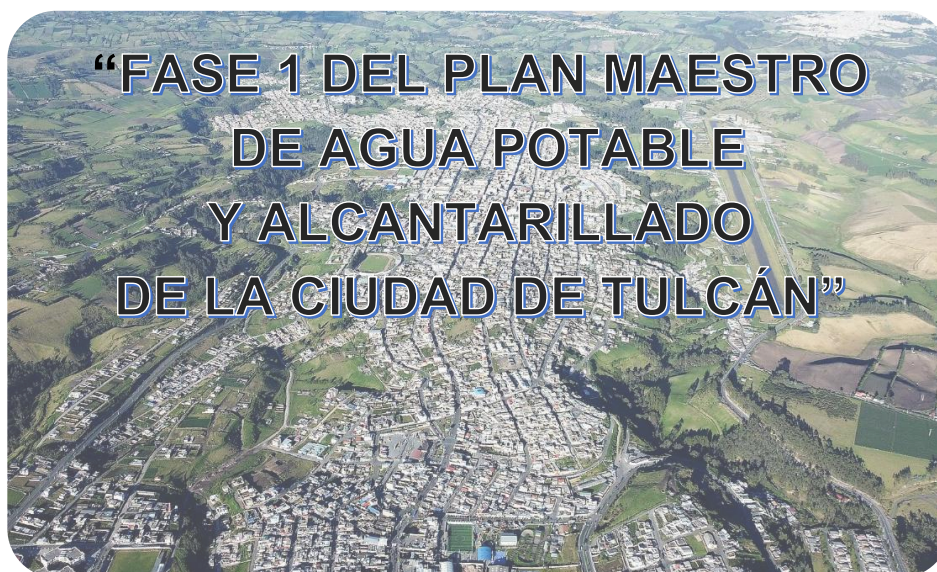 “FASE 1 DEL PLAN MAESTRO
DE AGUA POTABLE
Y ALCANTARILLADO
DE LA CIUDAD DE TULCÁN”